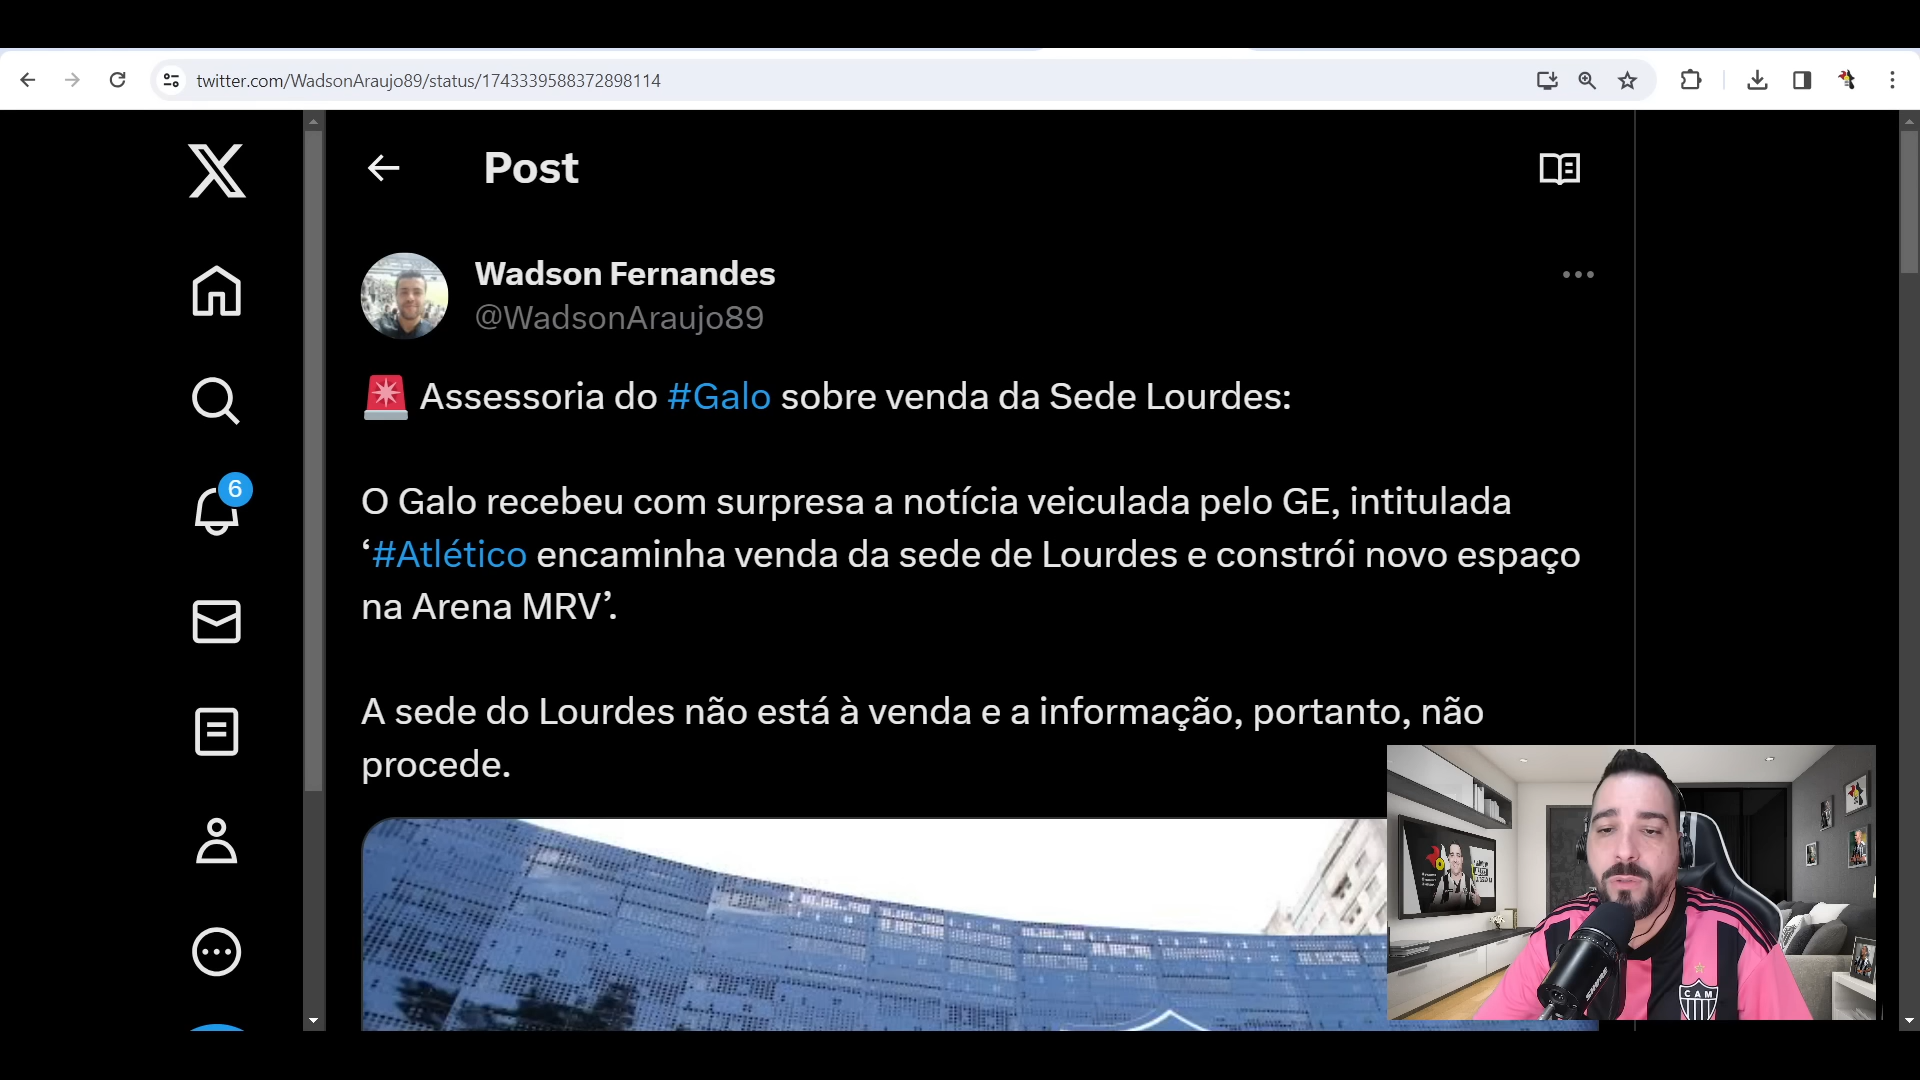 twitter.com/WadsonAraujo89/status/1743339588372898114
Post
Wadson Fernandes
@WadsonAraujo89
🚨 Assessoria do #Galo sobre venda da Sede Lourdes:
6
O Galo recebeu com surpresa a notícia veiculada pelo GE, intitulada
‘#Atlético encaminha venda da sede de Lourdes e constrói novo espaço
na Arena MRV’.
A sede do Lourdes não está à venda e a informação, portanto, não
procede.
SHURE
CAM